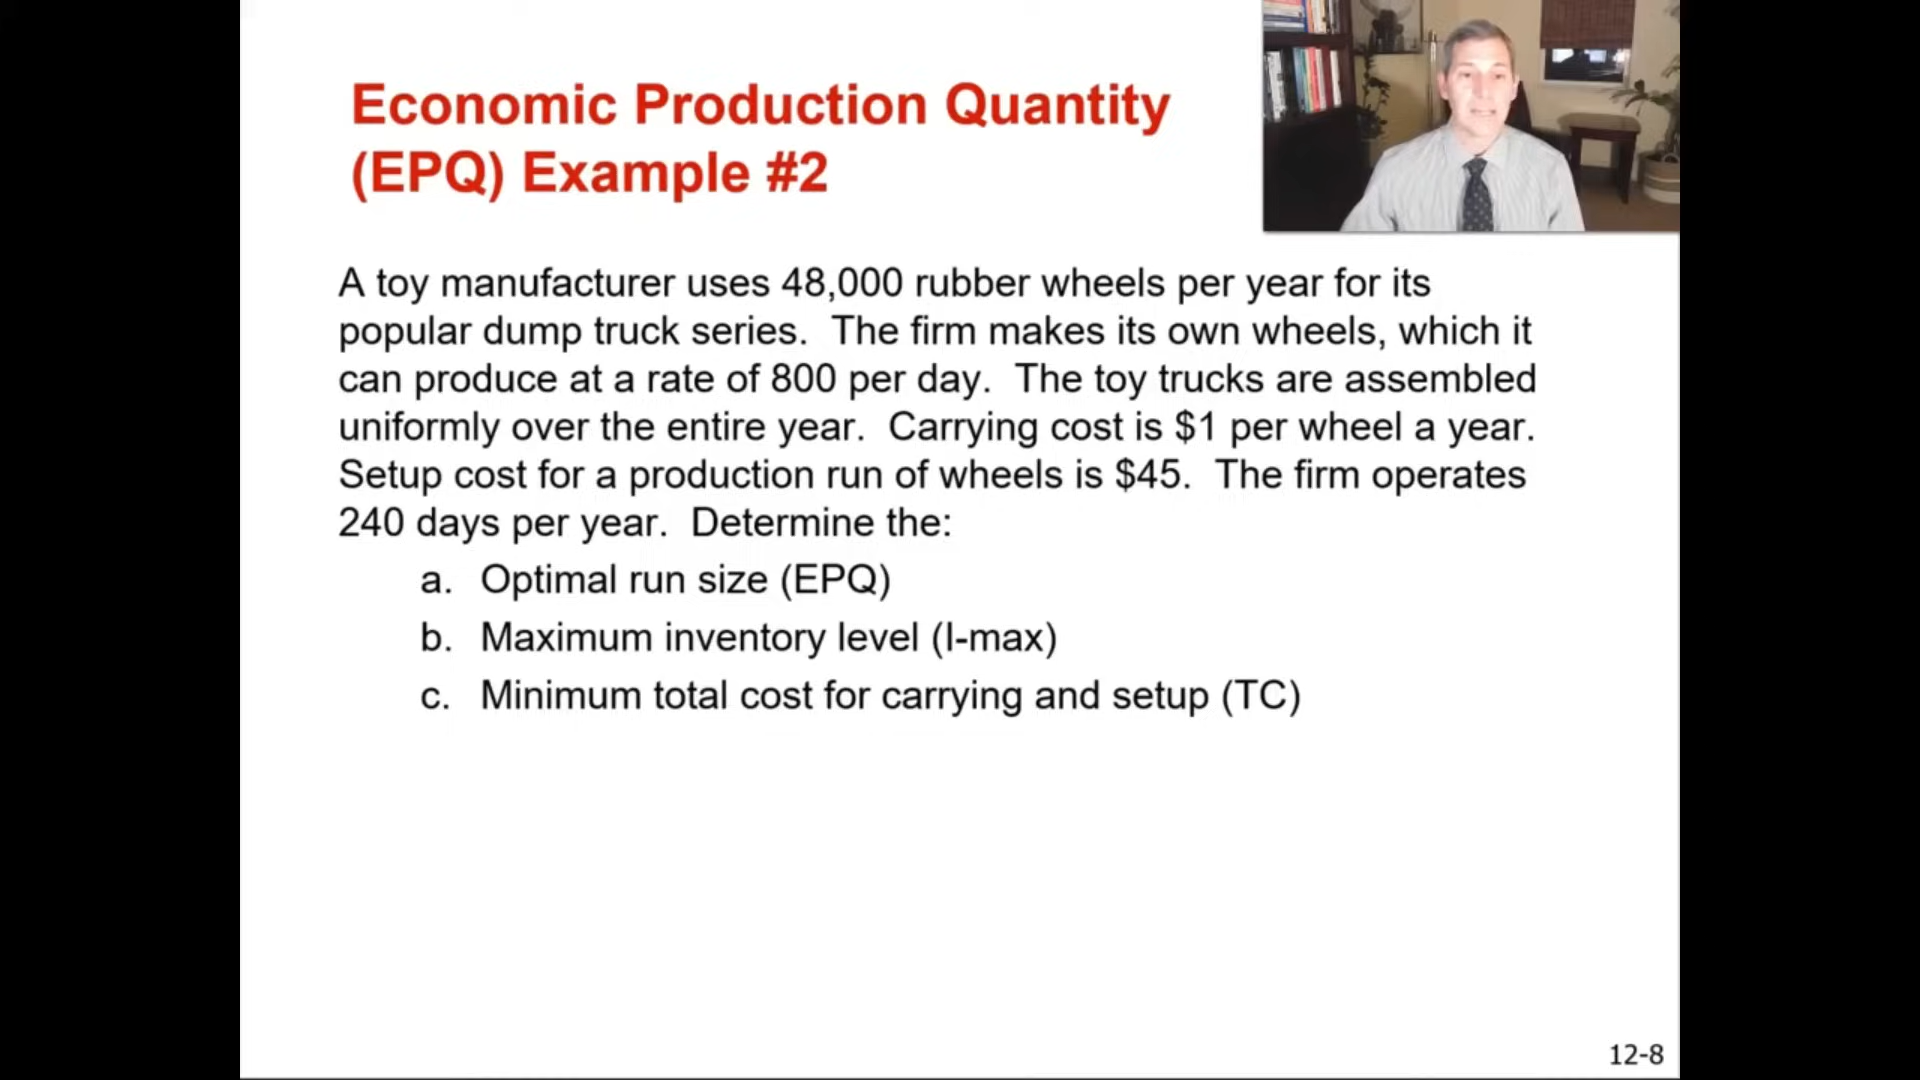 Economic Production Quantity
(EPQ) Example #2
A toy manufacturer uses 48,000 rubber wheels per year for its
popular dump truck series. The firm makes its own wheels, which it
can produce at a rate of 800 per day. The toy trucks are assembled
uniformly over the entire year. Carrying cost is $1 per wheel a year.
Setup cost for a production run of wheels is $45. The firm operates
240 days per year. Determine the:
a. Optimal run size (EPQ)
b. Maximum inventory level (I-max)
c. Minimum total cost for carrying and setup (TC)
12-8